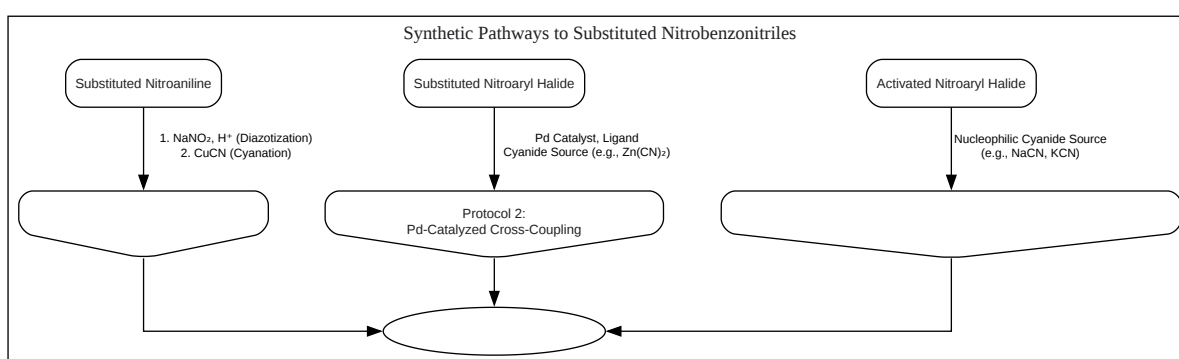 Synthetic Pathways to Substituted Nitrobenzonitriles
Substituted Nitroaniline
Substituted Nitroaryl Halide
Activated Nitroaryl Halide
1. NaNO₂, H⁺ (Diazotization)
2. CuCN (Cyanation)
Pd Catalyst, Ligand
Cyanide Source (e.g., Zn(CN)₂)
Nucleophilic Cyanide Source
(e.g., NaCN, KCN)
Protocol 2:
Pd-Catalyzed Cross-Coupling